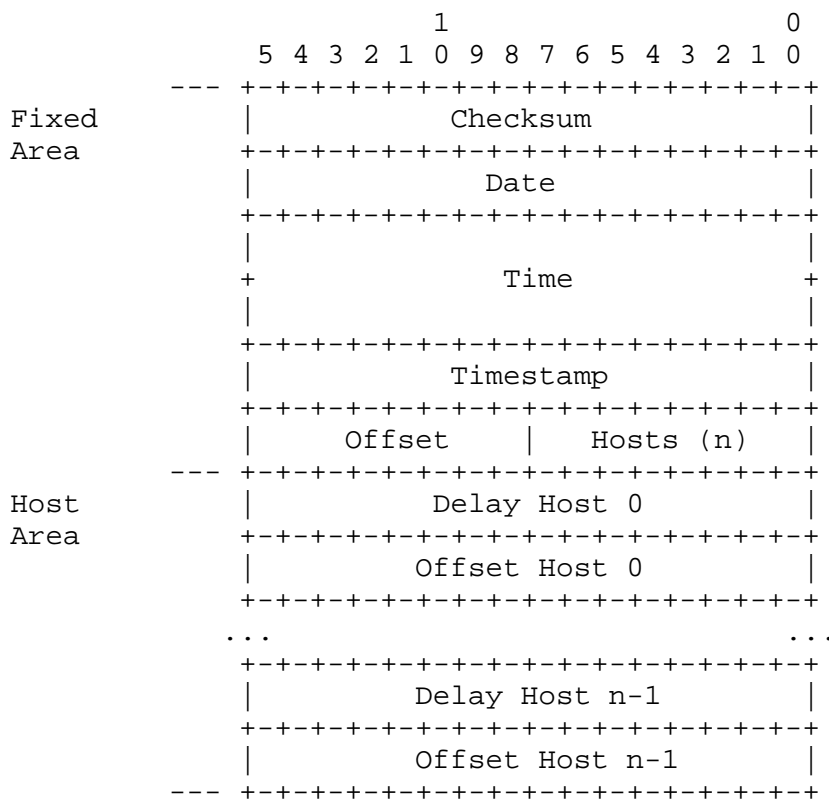 1                   0
               5 4 3 2 1 0 9 8 7 6 5 4 3 2 1 0
          --- +-+-+-+-+-+-+-+-+-+-+-+-+-+-+-+-+
Fixed         |           Checksum            |
Area          +-+-+-+-+-+-+-+-+-+-+-+-+-+-+-+-+
              |             Date              |
              +-+-+-+-+-+-+-+-+-+-+-+-+-+-+-+-+
              |                               |
              +              Time             +
              |                               |
              +-+-+-+-+-+-+-+-+-+-+-+-+-+-+-+-+
              |           Timestamp           |
              +-+-+-+-+-+-+-+-+-+-+-+-+-+-+-+-+
              |     Offset    |   Hosts (n)   |
          --- +-+-+-+-+-+-+-+-+-+-+-+-+-+-+-+-+
Host          |          Delay Host 0         |
Area          +-+-+-+-+-+-+-+-+-+-+-+-+-+-+-+-+
              |         Offset Host 0         |
              +-+-+-+-+-+-+-+-+-+-+-+-+-+-+-+-+
             ...                             ...
              +-+-+-+-+-+-+-+-+-+-+-+-+-+-+-+-+
              |         Delay Host n-1        |
              +-+-+-+-+-+-+-+-+-+-+-+-+-+-+-+-+
              |         Offset Host n-1       |
          --- +-+-+-+-+-+-+-+-+-+-+-+-+-+-+-+-+